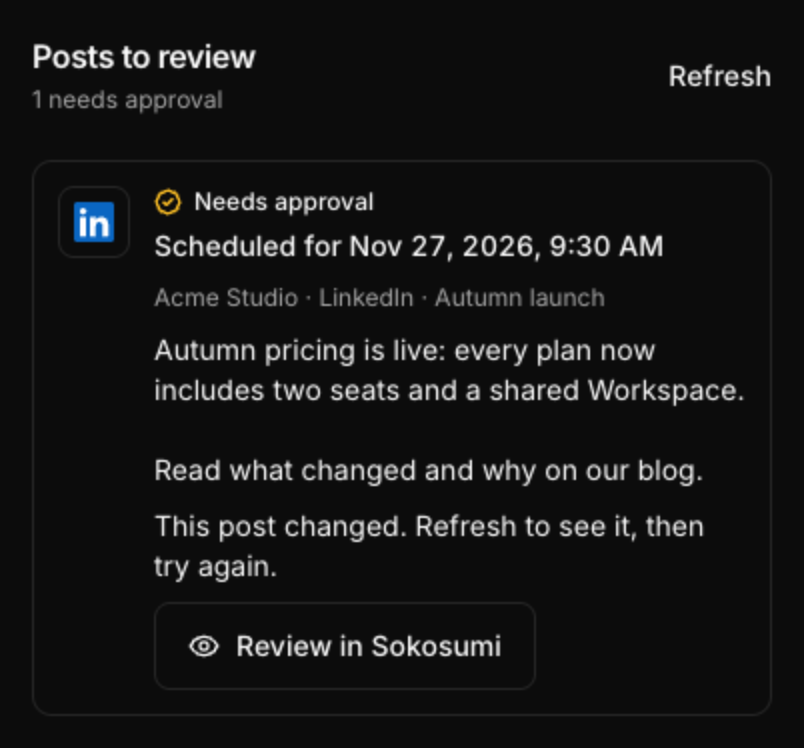 Posts to review
1 needs approval
Refresh
in
Needs approval
Scheduled for Nov 27, 2026, 9:30 AM
Acme Studio · LinkedIn · Autumn launch
Autumn pricing is live: every plan now
includes two seats and a shared Workspace.
Read what changed and why on our blog.
This post changed. Refresh to see it, then
try again.
Review in Sokosumi